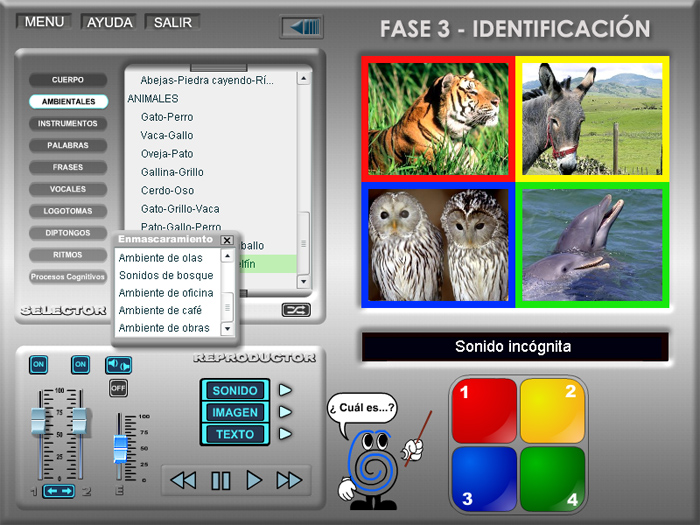 MENU
AYUDA
SALIR
FASE 3 - IDENTIFICACIÓN
CUERPO
AMBIENTALES
INSTRUMENTOS
PALABRAS
FRASES
VOCALES
LOGOTOMAS
DIPTONGOS
RITMOS
Procesos Cognitivos
SELECTOR
Abejas-Piedra cayendo-Rí...
ANIMALES
Gato-Perro
Vaca-Gallo
Oveja-Pato
Gallina-Grillo
Cerdo-Oso
Gato-Grillo-Vaca
Pato-Gallina-Perro
ballo
elfín
Enmascaramiento
Ambiente de olas
Sonidos de bosque
Ambiente de oficina
Ambiente de café
Ambiente de obras
Sonido incógnita
REPRODUCTOR
ON
ON
OFF
100
75
50
25
0
100
75
50
25
0
1
2
3
SONIDO
IMAGEN
TEXTO
¿ Cuál es...?
1
2
3
4